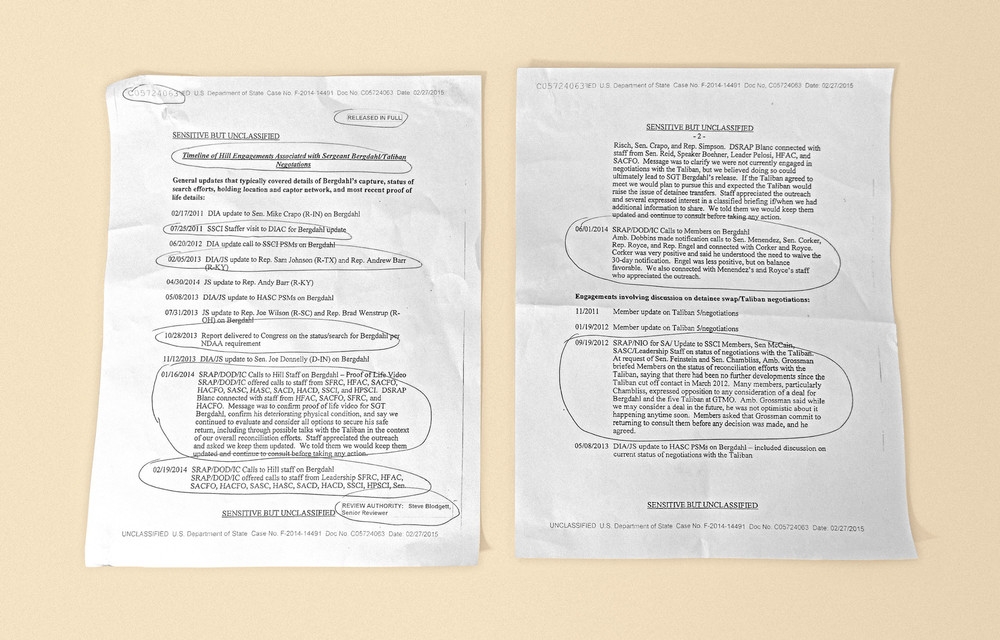 C05724063IED U.S. Department of State Case No. F-2014-14491 Doc No. C05724063 Date: 02/27/2015
RELEASED IN FULL
SENSITIVE BUT UNCLASSIFIED
Timeline of Hill Engagements Associated with Sergeant Bergdahl/Taliban
Negotations
General updates that typically covered details of Bergdahl's capture, status of
search efforts, holding location and captor network, and most recent proof of
life details:
02/17/2011 DIA update to Sen. Mike Crapo (R-IN) on Bergdahl
07/25/2011 SSCI Staffer visit to DIAC for Bergdahl update
06/20/2012 DIA update call to SSCI PSMs on Bergdahl
02/05/2013 DIA/JS update to Rep. Sam Johnson (R-TX) and Rep. Andrew Barr
(R-KY)
04/30/2014 JS update to Rep. Andy Barr (R-KY)
05/08/2013 DIA/JS update to HASC PSMs on Bergdahl
07/31/2013 JS update to Rep. Joe Wilson (R-SC) and Rep. Brad Wenstrup (R-
OH) on Bergdahl
10/28/2013 Report delivered to Congress on the status/search for Bergdahl per
NDAA requirement
11/12/2013 DIA/JS update to Sen. Joe Donnelly (D-IN) on Bergdahl
01/16/2014 SRAP/DOD/IC Calls to Hill Staff on Bergdahl – Proof of Life Video
SRAP/DOD/IC offered calls to staff from SFRC, HFAC, SACFO,
HACFO, SASC, HASC, SACD, HACD, SSCI, and HPSCI. DSRAP
Blanc connected with staff from HFAC, SACFO, SFRC, and
HACFO. Message was to confirm proof of life video for SGT
Bergdahl, confirm his deteriorating physical condition, and say we
continued to evaluate and consider all options to secure his safe
return, including through possible talks with the Taliban in the context
of our overall reconciliation efforts. Staff appreciated the outreach
and asked we keep them updated. We told them we would keep them
updated and continue to consult before taking any action.
02/19/2014 SRAP/DOD/IC Calls to Hill staff on Bergdahl
SRAP/DOD/IC offered calls to staff from Leadership SFRC, HFAC,
SACFO, HACFO, SASC, HASC, SACD, HACD, SSCI, HPSCI, Sen.
SENSITIVE BUT UNCLASSIFIED
REVIEW AUTHORITY: Steve Blodgett,
Senior Reviewer
UNCLASSIFIED U.S. Department of State Case No. F-2014-14491 Doc No. C05724063 Date: 02/27/2015
C05724063IED U.S. Department of State Case No. F-2014-14491 Doc No. C05724063 Date: 02/27/2015
SENSITIVE BUT UNCLASSIFIED
- 2 -
Risch, Sen. Crapo, and Rep. Simpson. DSRAP Blanc connected with
staff from Sen. Reid, Speaker Boehner, Leader Pelosi, HFAC, and
SACFO. Message was to clarify we were not currently engaged in
negotiations with the Taliban, but we believed doing so could
ultimately lead to SGT Bergdahl's release. If the Taliban agreed to
meet we would plan to pursue this and expected the Taliban would
raise the issue of detainee transfers. Staff appreciated the outreach
and several expressed interest in a classified briefing if/when we had
additional information to share. We told them we would keep them
updated and continue to consult before taking any action.
06/01/2014 SRAP/DOD/IC Calls to Members on Bergdahl
Amb. Dobbins made notification calls to Sen. Menendez, Sen. Corker,
Rep. Royce, and Rep. Engel and connected with Corker and Royce.
Corker was very positive and said he understood the need to waive the
30-day notification. Engel was less positive, but on balance
favorable. We also connected with Menendez's and Royce's staff
who appreciated the outreach.
Engagements involving discussion on detainee swap/Taliban negotiations:
11/2011 Member update on Taliban 5/negotiations
01/19/2012 Member update on Taliban 5/negotiations
09/19/2012 SRAP/NIO for SA/ Update to SSCI Members, Sen McCain,
SASC/Leadership Staff on status of negotiations with the Taliban.
At request of Sen. Feinstein and Sen. Chambliss, Amb. Grossman
briefed Members on the status of reconciliation efforts with the
Taliban, saying that there had been no further developments since the
Taliban cut off contact in March 2012. Many members, particularly
Chambliss, expressed opposition to any consideration of a deal for
Bergdahl and the five Taliban at GTMO. Amb. Grossman said while
we may consider a deal in the future, he was not optimistic about it
happening anytime soon. Members asked that Grossman commit to
returning to consult them before any decision was made, and he
agreed.
05/08/2013 DIA/JS update to HASC PSMs on Bergdahl – included discussion on
current status of negotiations with the Taliban
SENSITIVE BUT UNCLASSIFIED
UNCLASSIFIED U.S. Department of State Case No. F-2014-14491 Doc No. C05724063 Date: 02/27/2015